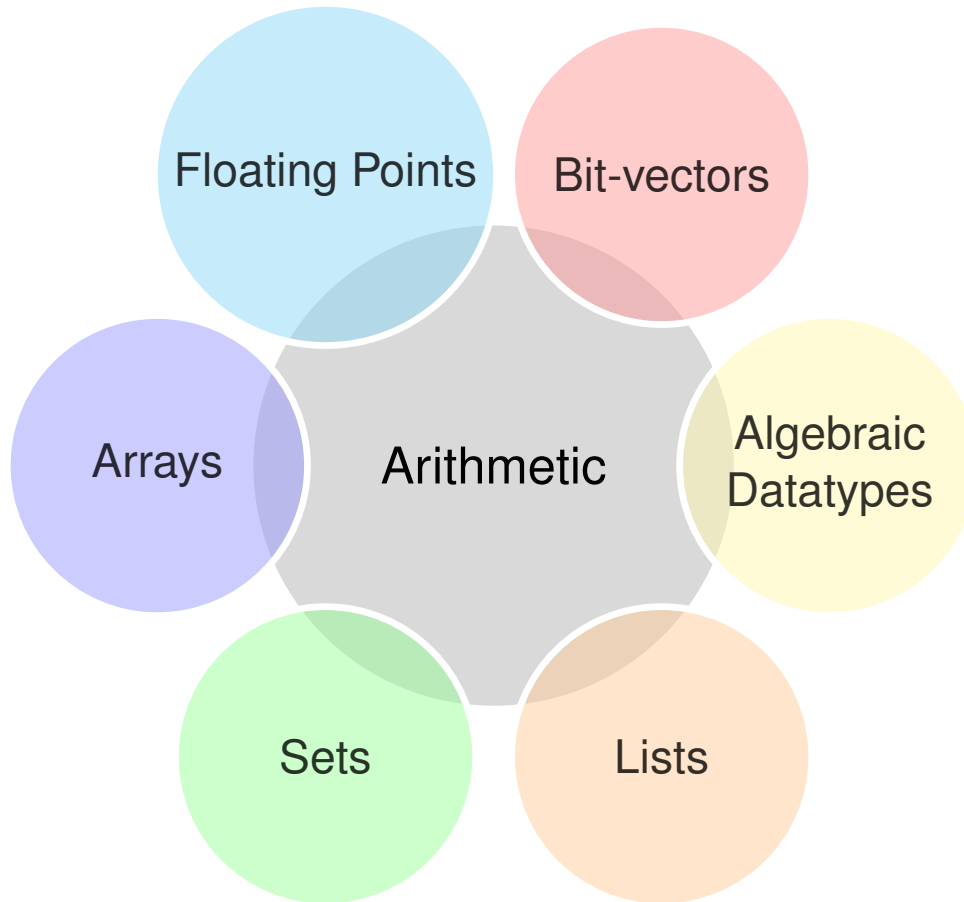 Floating Points
Bit-vectors
Arrays
Arithmetic
Algebraic
Datatypes
Sets
Lists